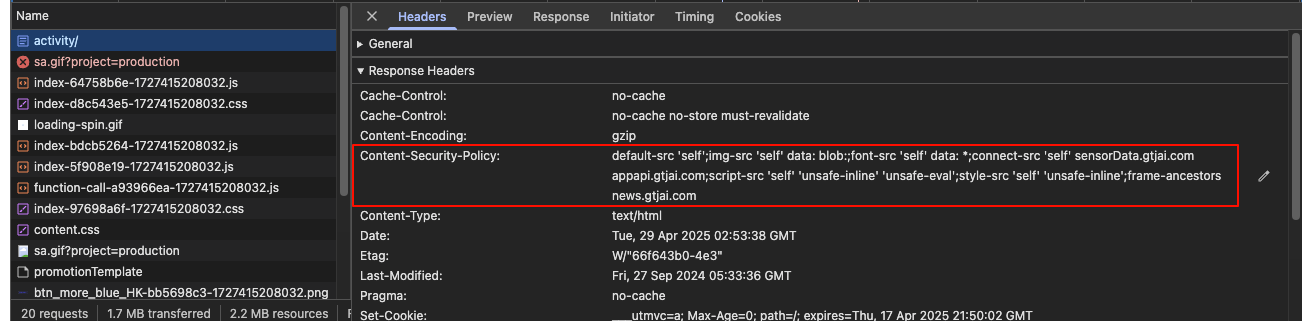 Name
activity/
sa.gif?project=production
index-64758b6e-1727415208032.js
index-d8c543e5-1727415208032.css
loading-spin.gif
index-bdcb5264-1727415208032.js
index-5f908e19-1727415208032.js
function-call-a93966ea-1727415208032.js
index-97698a6f-1727415208032.css
content.css
sa.gif?project=production
promotionTemplate
btn_more_blue_HK-bb5698c3-1727415208032.png
20 requests 1.7 MB transferred 2.2 MB resources
Headers Preview Response Initiator Timing Cookies
General
Response Headers
Cache-Control: no-cache
Cache-Control: no-cache no-store must-revalidate
Content-Encoding: gzip
Content-Security-Policy: default-src 'self';img-src 'self' data: blob:;font-src 'self' data: *;connect-src 'self' sensorData.gtjai.com
appapi.gtjai.com;script-src 'self' 'unsafe-inline' 'unsafe-eval';style-src 'self' 'unsafe-inline';frame-ancestors
news.gtjai.com
Content-Type: text/html
Date: Tue, 29 Apr 2025 02:53:38 GMT
Etag: W/"66f643b0-4e3"
Last-Modified: Fri, 27 Sep 2024 05:33:36 GMT
Pragma: no-cache
Set-Cookie: ___utmvc=a; Max-Age=0; path=/; expires=Thu, 17 Apr 2025 21:50:02 GMT